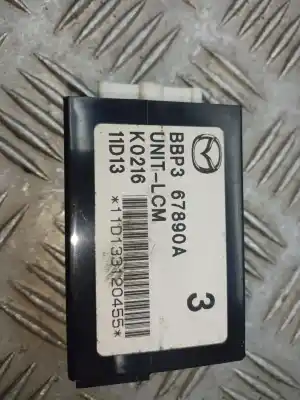 BBP3 67890A
UNIT-LCM
K0216
11D13
*11D133120455*
3